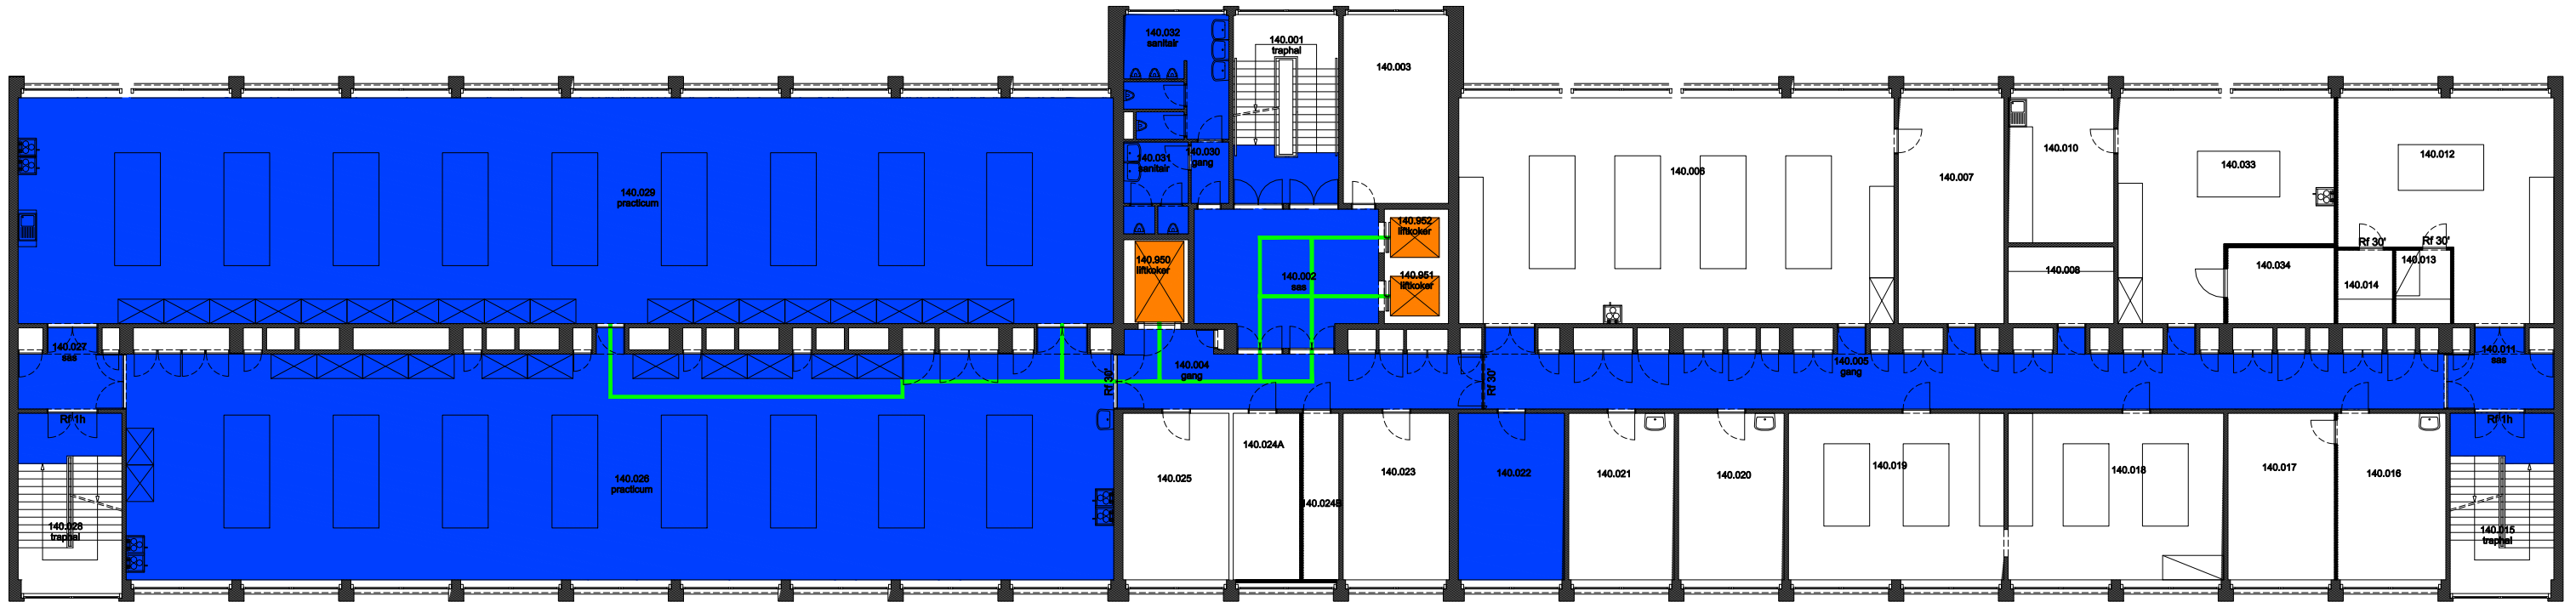 140.032
sanitair
140.001
traphal
140.003
140.031
sanitair
140.030
gang
140.029
practicum
140.006
140.007
140.010
140.033
140.012
140.952
liftkoker
140.950
liftkoker
140.002
sas
140.951
liftkoker
140.008
140.034
Rf 30'
Rf 30'
140.014
140.013
140.027
sas
140.004
gang
Rf 30'
Rf 30'
140.005
gang
140.011
sas
Rf 1h
Rf 1h
140.028
traphal
140.026
practicum
140.025
140.024A
140.024B
140.023
140.022
140.021
140.020
140.019
140.018
140.017
140.016
140.015
traphal